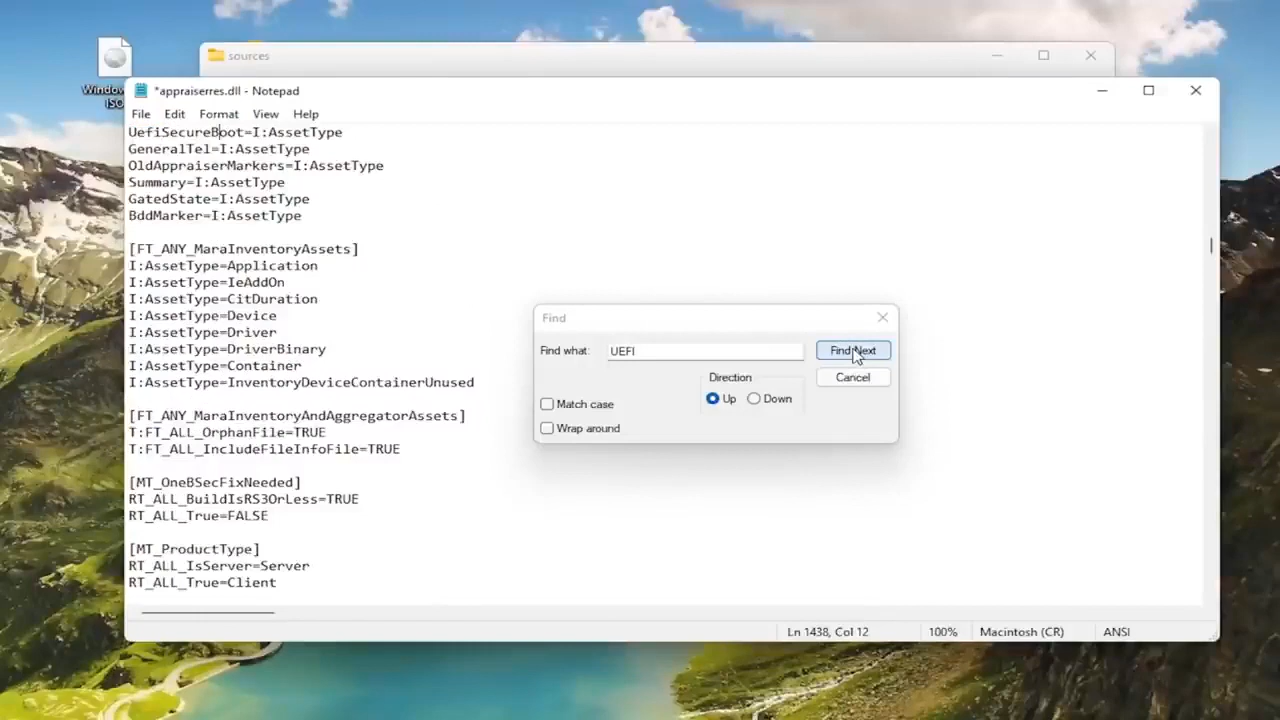 sources
Window
ISO
*appraiserres.dll - Notepad
File Edit Format View Help
UefiSecureBoot=I:AssetType
GeneralTel=I:AssetType
OldAppraiserMarkers=I:AssetType
Summary=I:AssetType
GatedState=I:AssetType
BddMarker=I:AssetType
[FT_ANY_MaraInventoryAssets]
I:AssetType=Application
I:AssetType=IeAddOn
I:AssetType=CitDuration
I:AssetType=Device
I:AssetType=Driver
I:AssetType=DriverBinary
I:AssetType=Container
I:AssetType=InventoryDeviceContainerUnused
[FT_ANY_MaraInventoryAndAggregatorAssets]
T:FT_ALL_OrphanFile=TRUE
T:FT_ALL_IncludeFileInfoFile=TRUE
[MT_OneBSecFixNeeded]
RT_ALL_BuildIsRS3OrLess=TRUE
RT_ALL_True=FALSE
[MT_ProductType]
RT_ALL_IsServer=Server
RT_ALL_True=Client
Find
Find what: UEFI Find Next
Direction Cancel
Up Down
Match case
Wrap around
Ln 1438, Col 12 100% Macintosh (CR) ANSI